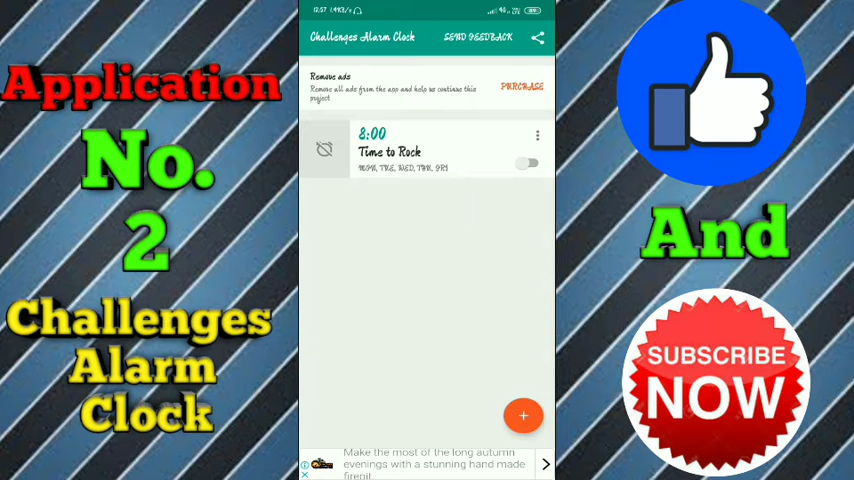 Application
No.
2
Challenges
Alarm
Clock
12:57
Challenges Alarm Clock
SEND FEEDBACK
Remove ads
Remove all ads from the app and help us continue this
project
PURCHASE
8:00
Time to Rock
MON, TUE, WED, THU, FRI
Make the most of the long autumn
evenings with a stunning hand made
firepit.
And
SUBSCRIBE
NOW